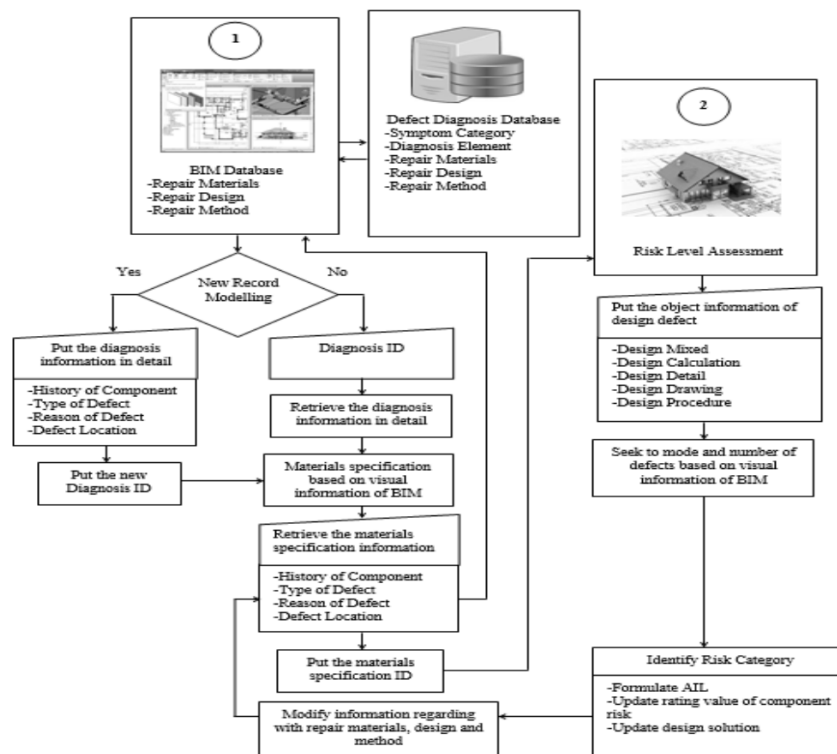 1
BIM Database
-Repair Materials
-Repair Design
-Repair Method
Defect Diagnosis Database
-Symptom Category
-Diagnosis Element
-Repair Materials
-Repair Design
-Repair Method
2
Risk Level Assessment
Yes
New Record
Modelling
No
Put the diagnosis
information in detail
-History of Component
-Type of Defect
-Reason of Defect
-Defect Location
Put the new
Diagnosis ID
Diagnosis ID
Retrieve the diagnosis
information in detail
Materials specification
based on visual
information of BIM
Retrieve the materials
specification information
-History of Component
-Type of Defect
-Reason of Defect
-Defect Location
Put the materials
specification ID
Modify information regarding
with repair materials, design and
method
Put the object information of
design defect
-Design Mixed
-Design Calculation
-Design Detail
-Design Drawing
-Design Procedure
Seek to mode and number of
defects based on visual
information of BIM
Identify Risk Category
-Formulate AIL
-Update rating value of component
risk
-Update design solution